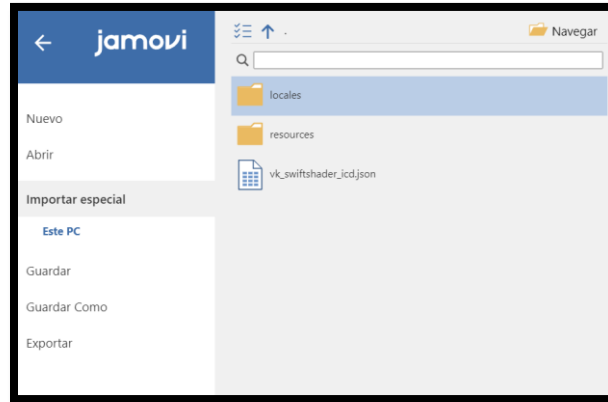 jamovi
Nuevo
Abrir
Importar especial
Este PC
Guardar
Guardar Como
Exportar
. Navegar
locales
resources
vk_swiftshader_icd.json